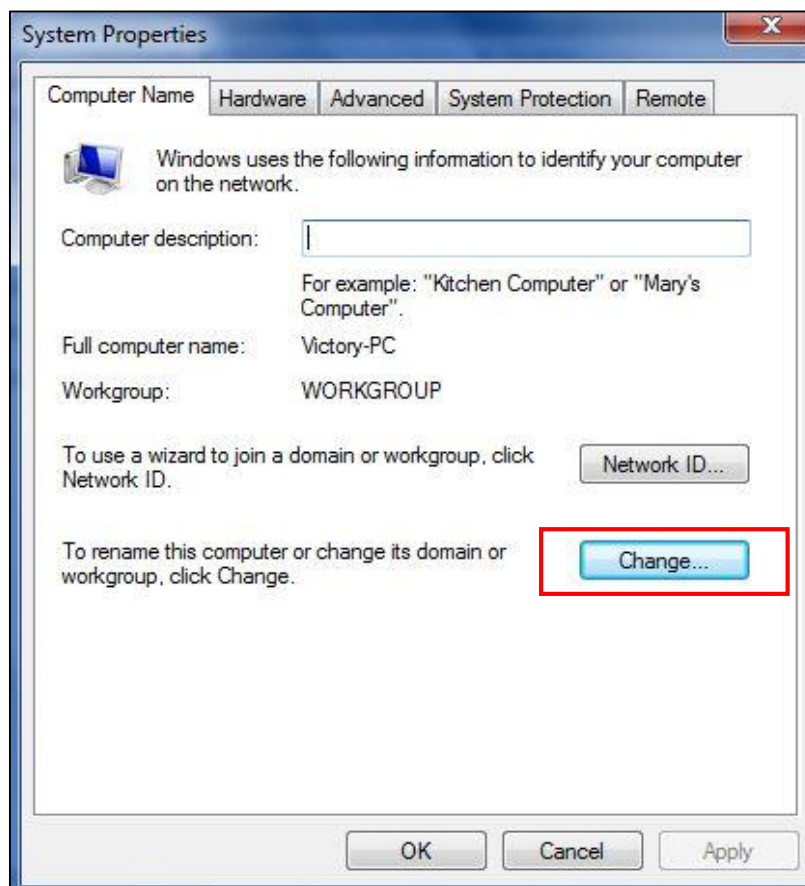 System Properties
X
Computer Name
Hardware
Advanced
System Protection
Remote
Windows uses the following information to identify your computer
on the network.
Computer description:
For example: "Kitchen Computer" or "Mary's
Computer".
Full computer name: Victory-PC
Workgroup: WORKGROUP
To use a wizard to join a domain or workgroup, click
Network ID.
Network ID...
To rename this computer or change its domain or
workgroup, click Change.
Change...
OK
Cancel
Apply